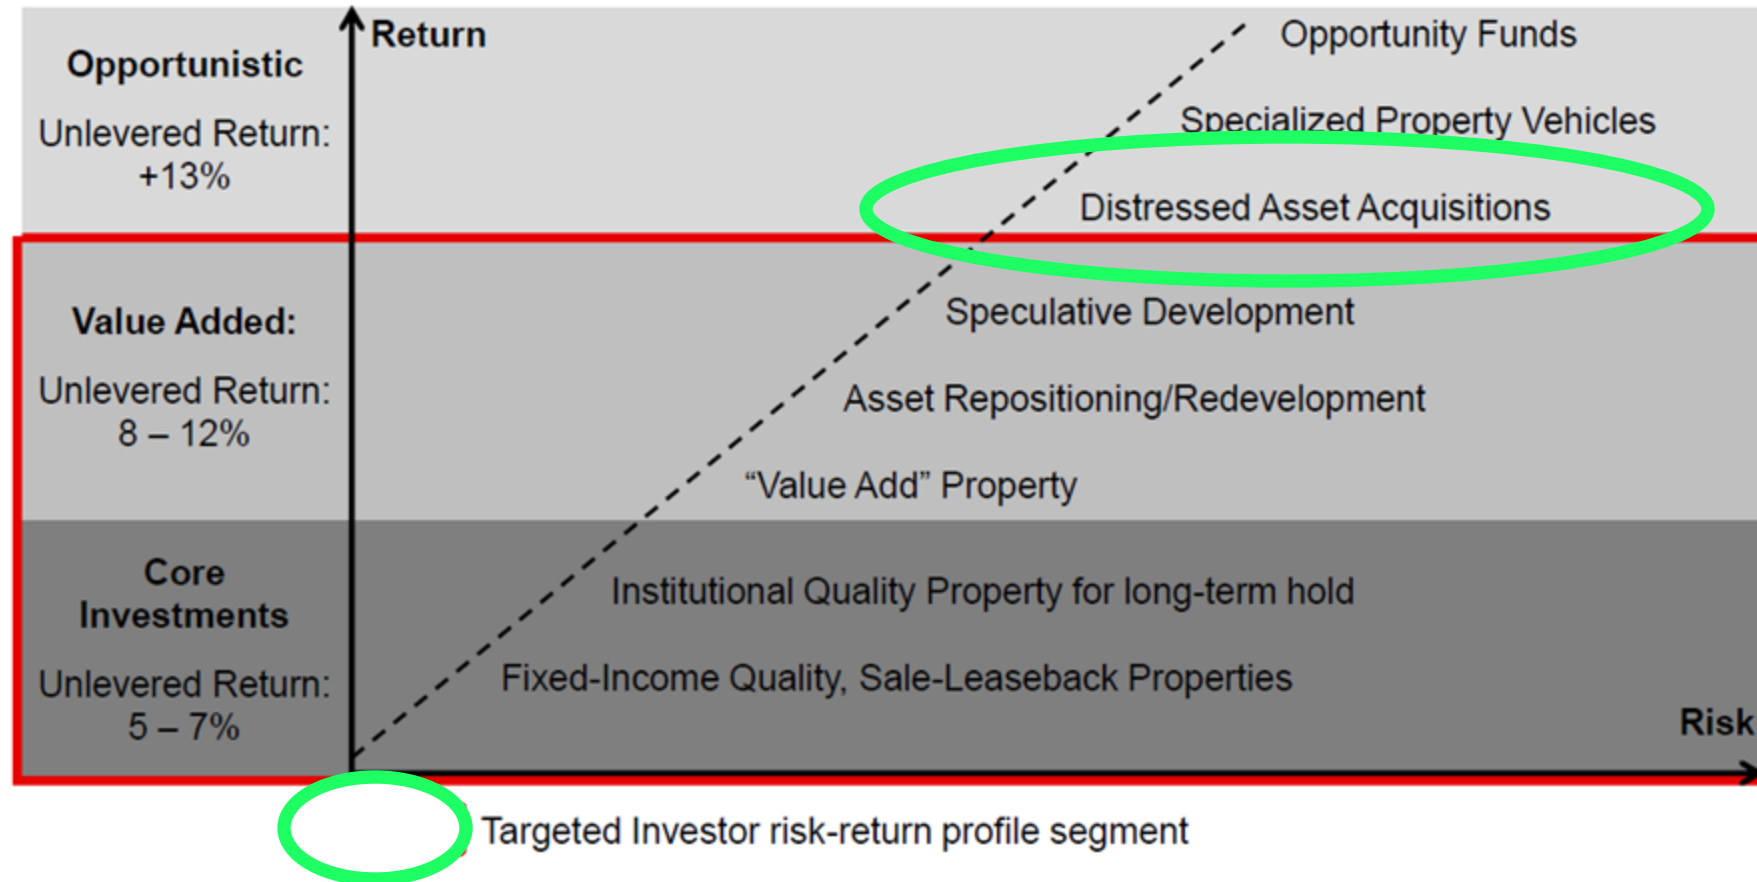 Return
Opportunistic
Unlevered Return:
+13%
Opportunity Funds
Specialized Property Vehicles
Distressed Asset Acquisitions
Value Added:
Unlevered Return:
8 – 12%
Speculative Development
Asset Repositioning/Redevelopment
“Value Add” Property
Core
Investments
Unlevered Return:
5 – 7%
Institutional Quality Property for long-term hold
Fixed-Income Quality, Sale-Leaseback Properties
Risk
Targeted Investor risk-return profile segment